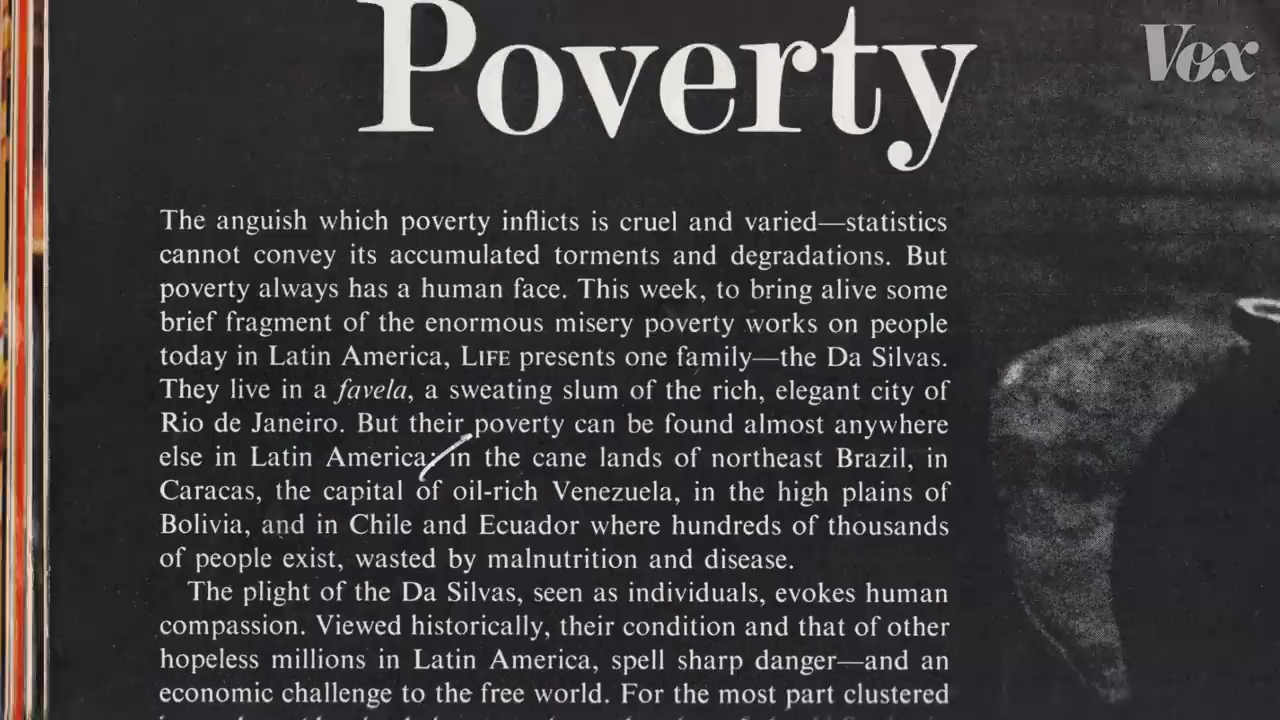 Poverty
Vox
The anguish which poverty inflicts is cruel and varied—statistics
cannot convey its accumulated torments and degradations. But
poverty always has a human face. This week, to bring alive some
brief fragment of the enormous misery poverty works on people
today in Latin America, LIFE presents one family—the Da Silvas.
They live in a favela, a sweating slum of the rich, elegant city of
Rio de Janeiro. But their poverty can be found almost anywhere
else in Latin America: in the cane lands of northeast Brazil, in
Caracas, the capital of oil-rich Venezuela, in the high plains of
Bolivia, and in Chile and Ecuador where hundreds of thousands
of people exist, wasted by malnutrition and disease.
The plight of the Da Silvas, seen as individuals, evokes human
compassion. Viewed historically, their condition and that of other
hopeless millions in Latin America, spell sharp danger—and an
economic challenge to the free world. For the most part clustered